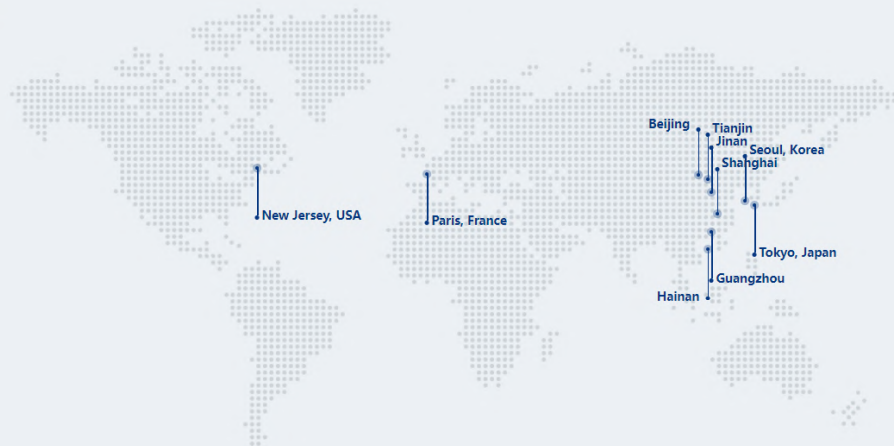 Beijing
Tianjin
Jinan
Seoul, Korea
Shanghai
New Jersey, USA
Paris, France
Tokyo, Japan
Guangzhou
Hainan